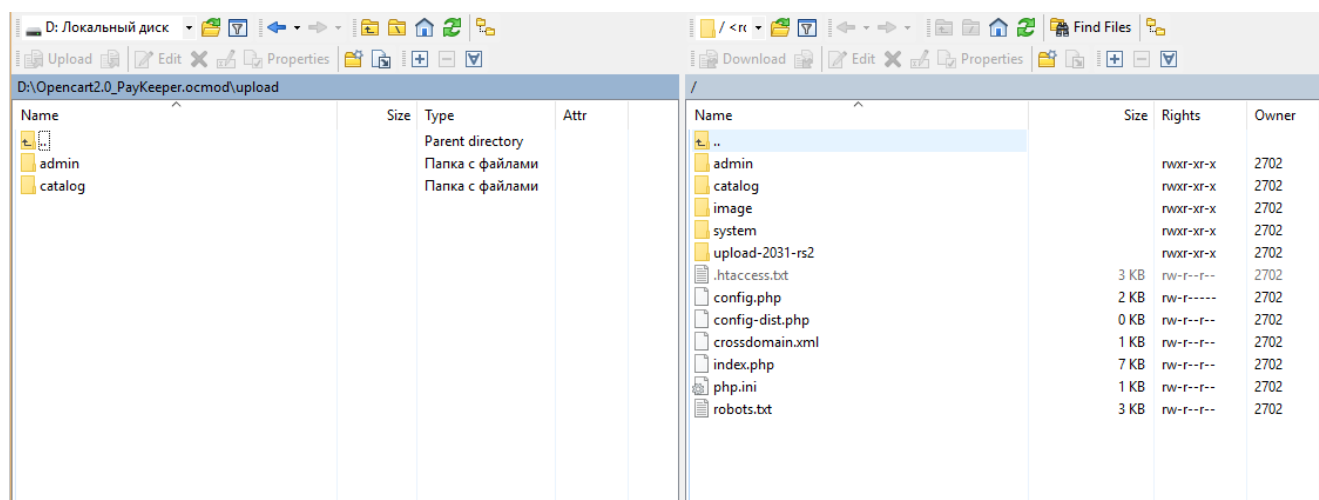 D: Локальный диск
/ <ro Find Files
Upload Edit Properties
Download Edit Properties
D:\Opencart2.0_PayKeeper.ocmod\upload
/
Name Size Type Attr
.. Parent directory
admin Папка с файлами
catalog Папка с файлами
Name Size Rights Owner
..
admin rwxr-xr-x 2702
catalog rwxr-xr-x 2702
image rwxr-xr-x 2702
system rwxr-xr-x 2702
upload-2031-rs2 rwxr-xr-x 2702
.htaccess.txt 3 KB rw-r--r-- 2702
config.php 2 KB rw-r----- 2702
config-dist.php 0 KB rw-r--r-- 2702
crossdomain.xml 1 KB rw-r--r-- 2702
index.php 7 KB rw-r--r-- 2702
php.ini 1 KB rw-r--r-- 2702
robots.txt 3 KB rw-r--r-- 2702